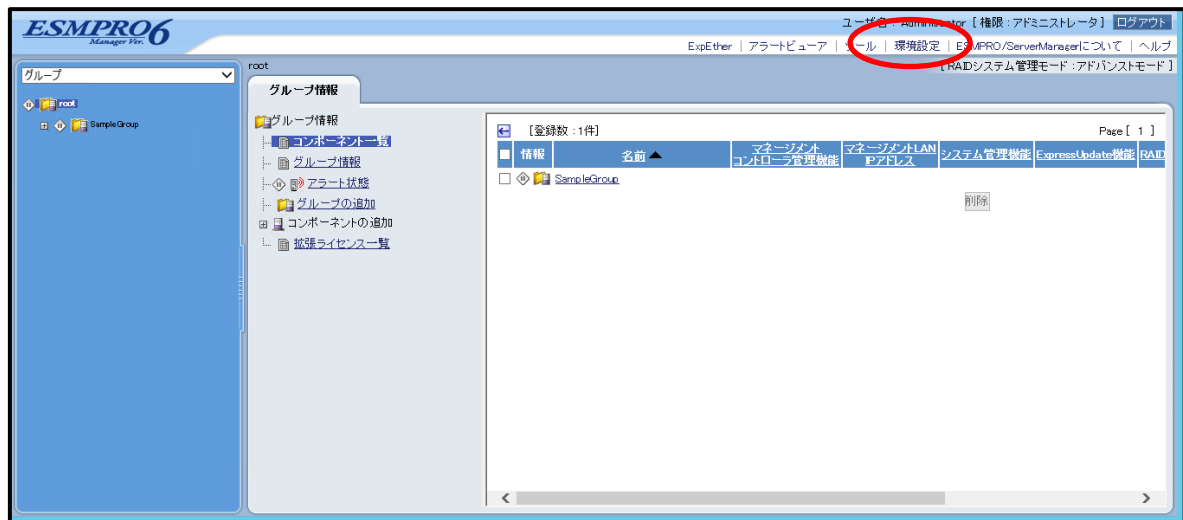 ESMPRO6
Manager Ver.
ユーザ名 : Administrator [ 権限 : アドミニストレータ ] ログアウト
ExpEther | アラートビューア | ツール | 環境設定 | ESMPRO/ServerManagerについて | ヘルプ
[ RAIDシステム管理モード : アドバンストモード ]
グループ
root
SampleGroup
root
グループ情報
グループ情報
コンポーネント一覧
グループ情報
アラート状態
グループの追加
コンポーネントの追加
拡張ライセンス一覧
[登録数 : 1件] Page [ 1 ]
情報 名前▲ マネージメントコントローラ管理機能 マネージメントLAN IPアドレス システム管理機能 ExpressUpdate機能 RAID
SampleGroup
削除